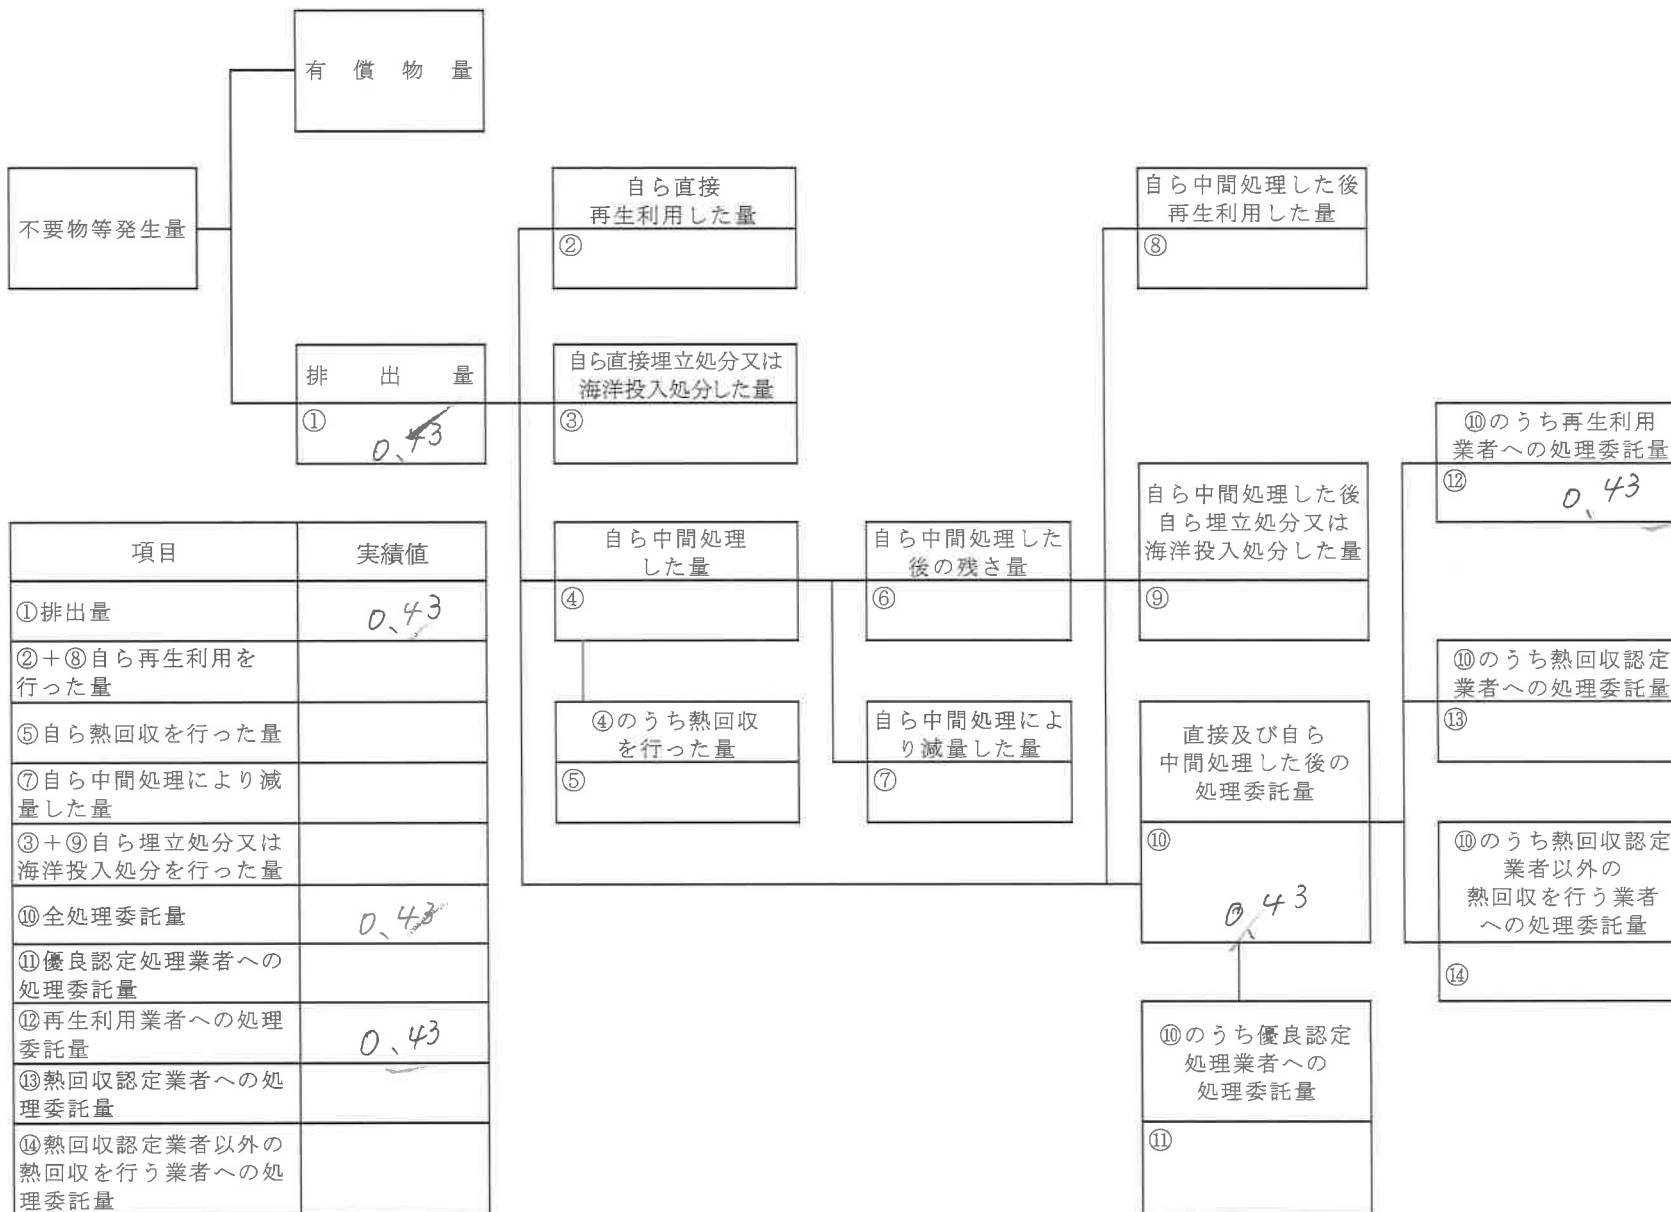 有償物量
不要物等発生量
排出量
①
0、43
自ら直接
再生利用した量
②
自ら直接埋立処分又は
海洋投入処分した量
③
自ら中間処理
した量
④
④のうち熱回収
を行った量
⑤
自ら中間処理した
後の残さ量
⑥
自ら中間処理によ
り減量した量
⑦
自ら中間処理した後
再生利用した量
⑧
自ら中間処理した後
自ら埋立処分又は
海洋投入処分した量
⑨
直接及び自ら
中間処理した後の
処理委託量
⑩
0、43
⑩のうち優良認定
処理業者への
処理委託量
⑪
⑩のうち再生利用
業者への処理委託量
⑫
0、43
⑩のうち熱回収認定
業者への処理委託量
⑬
⑩のうち熱回収認定
業者以外の
熱回収を行う業者
への処理委託量
⑭
項目 実績値
①排出量 0、43
②+⑧自ら再生利用を
行った量
⑤自ら熱回収を行った量
⑦自ら中間処理により減
量した量
③+⑨自ら埋立処分又は
海洋投入処分を行った量
⑩全処理委託量 0、43
⑪優良認定処理業者への
処理委託量
⑫再生利用業者への処理
委託量 0、43
⑬熱回収認定業者への処
理委託量
⑭熱回収認定業者以外の
熱回収を行う業者への処
理委託量